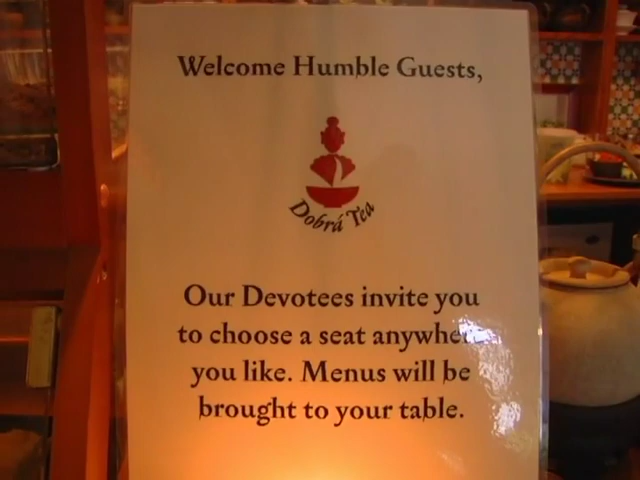 Welcome Humble Guests,
Dobrá Tea
Our Devotees invite you
to choose a seat anywhere
you like. Menus will be
brought to your table.